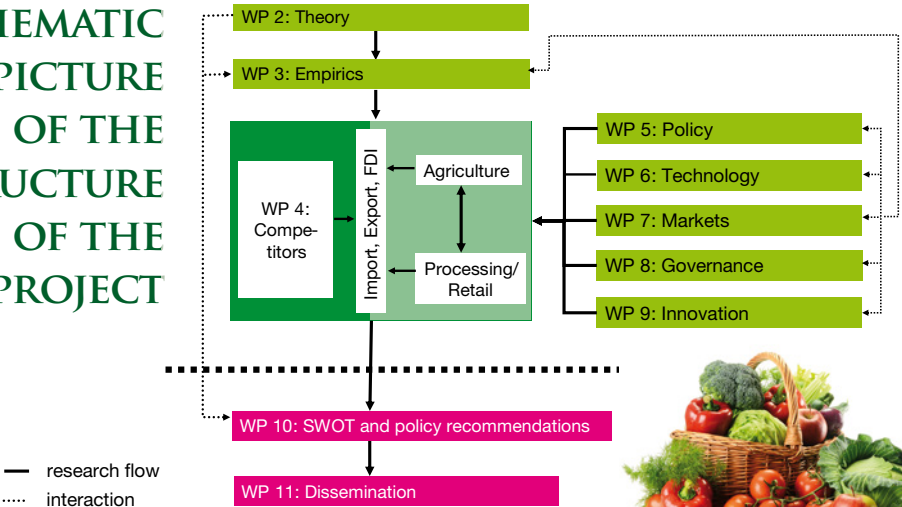 HEMATIC
PICTURE
OF THE
UCTURE
OF THE
PROJECT
WP 2: Theory
WP 3: Empirics
WP 4:
Compe-
titors
Import, Export, FDI
Agriculture
Processing/
Retail
WP 5: Policy
WP 6: Technology
WP 7: Markets
WP 8: Governance
WP 9: Innovation
WP 10: SWOT and policy recommendations
WP 11: Dissemination
research flow
interaction